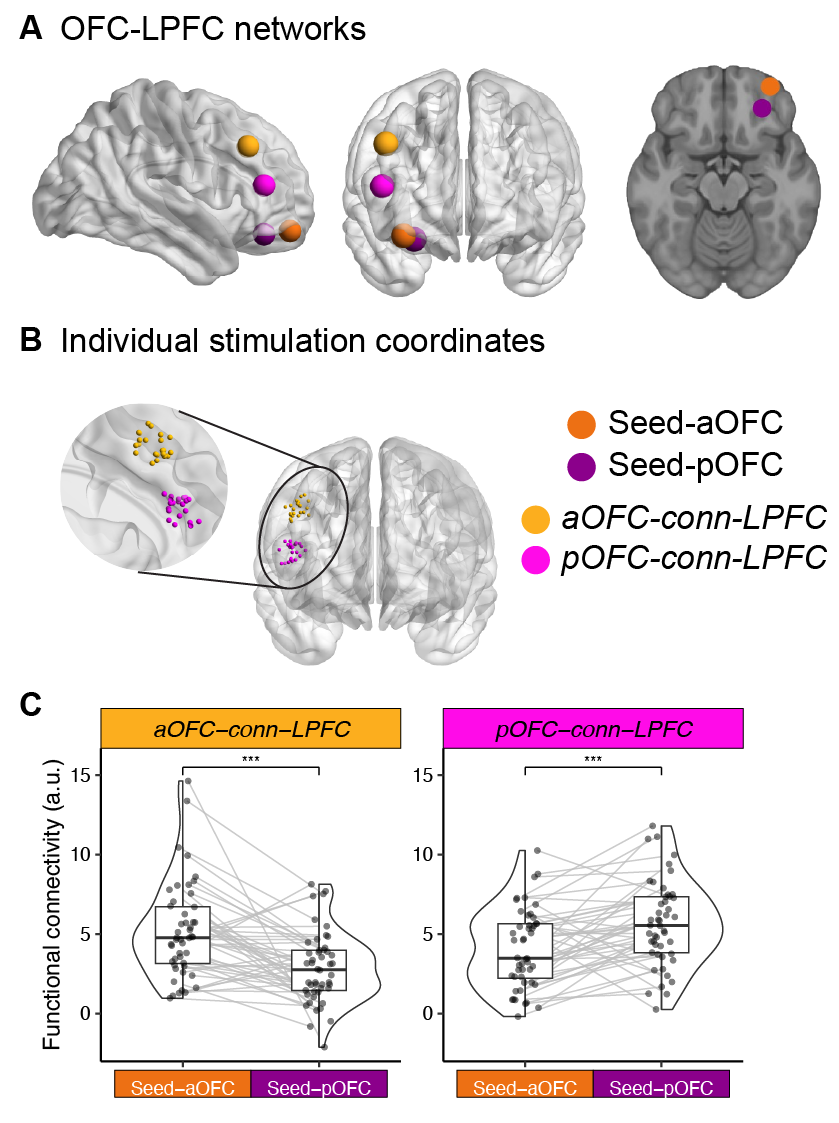 A OFC-LPFC networks
B Individual stimulation coordinates
Seed-aOFC
Seed-pOFC
aOFC-conn-LPFC
pOFC-conn-LPFC
C
aOFC−conn−LPFC
pOFC−conn−LPFC
Functional connectivity (a.u.)
***
***
15
10
5
0
15
10
5
0
Seed−aOFC
Seed−pOFC
Seed−aOFC
Seed−pOFC